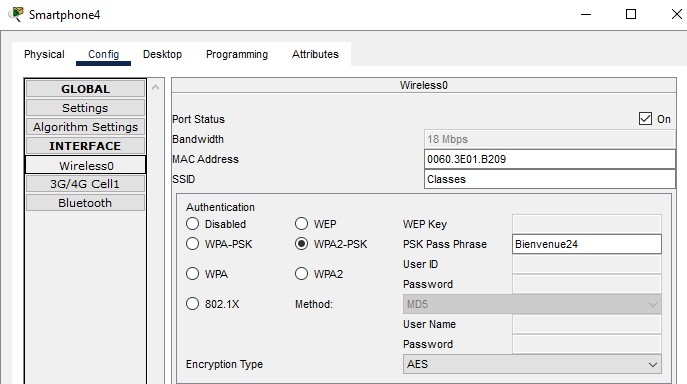 Smartphone4
Physical Config Desktop Programming Attributes
GLOBAL
Settings
Algorithm Settings
INTERFACE
Wireless0
3G/4G Cell1
Bluetooth
Wireless0
Port Status On
Bandwidth 18 Mbps
MAC Address 0060.3E01.B209
SSID Classes
Authentication
Disabled WEP WEP Key
WPA-PSK WPA2-PSK PSK Pass Phrase Bienvenue24
User ID
WPA WPA2
Password
802.1X Method: MD5
User Name
Password
Encryption Type AES